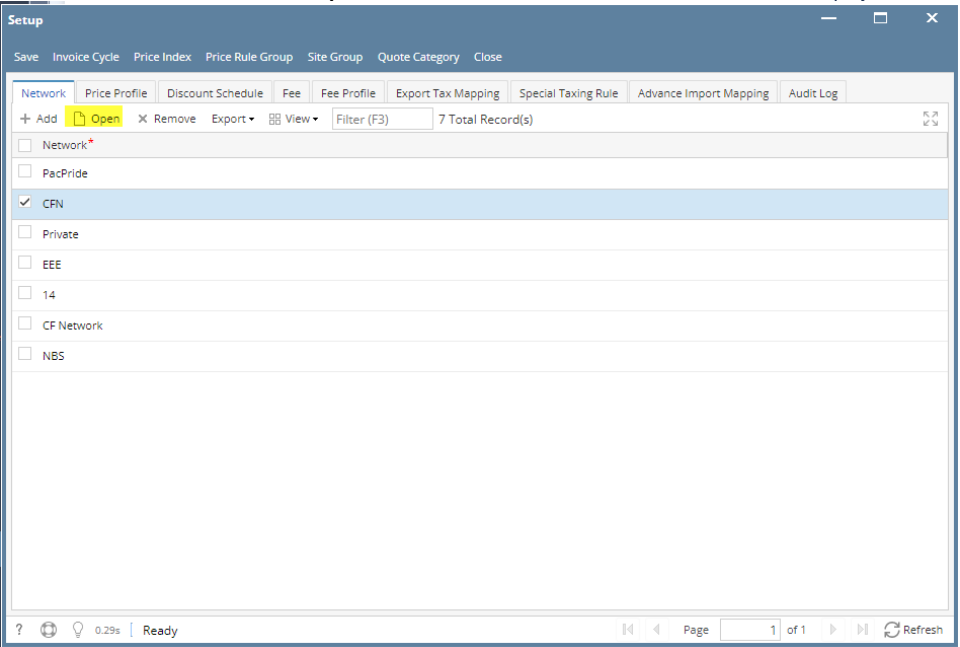 Setup
Save Invoice Cycle Price Index Price Rule Group Site Group Quote Category Close
Network Price Profile Discount Schedule Fee Fee Profile Export Tax Mapping Special Taxing Rule Advance Import Mapping Audit Log
+ Add Open X Remove Export View Filter (F3) 7 Total Record(s)
Network*
PacPride
CFN
Private
EEE
14
CF Network
NBS
? 0.29s Ready Page 1 of 1 Refresh